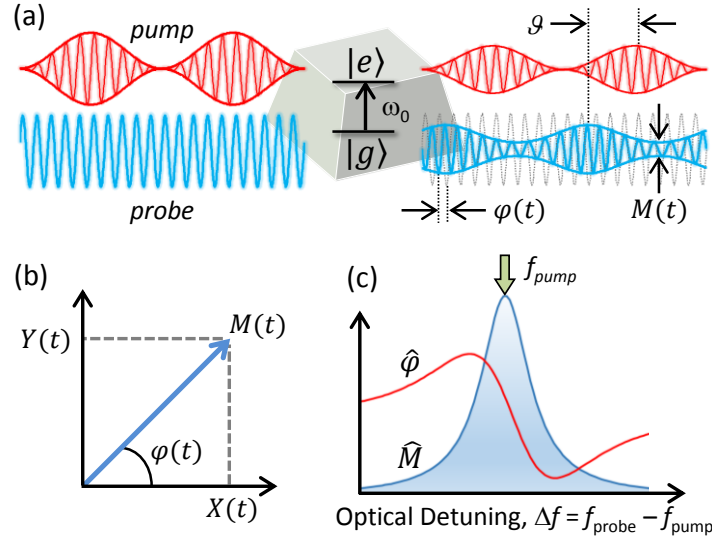 (a)
pump
|e⟩
ω₀
|g⟩
probe
ϑ
φ(t)
M(t)
(b)
Y(t)
M(t)
φ(t)
X(t)
(c)
f_pump
φ̂
M̂
Optical Detuning, Δf = f_probe − f_pump